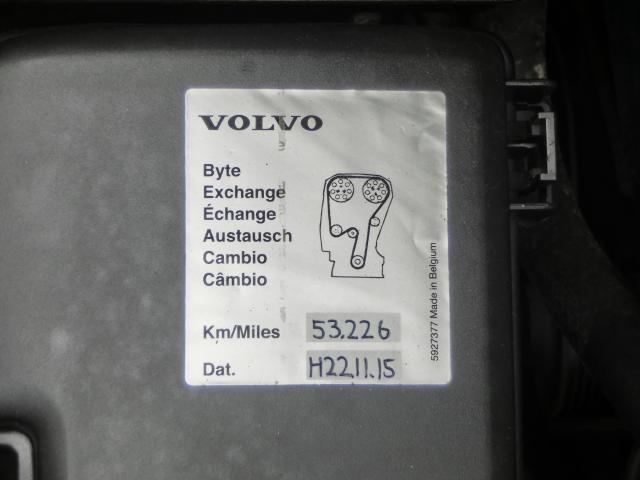 VOLVO
Byte
Exchange
Échange
Austausch
Cambio
Câmbio
Km/Miles 53.226
Dat. H22.11.15
5927377 Made in Belgium